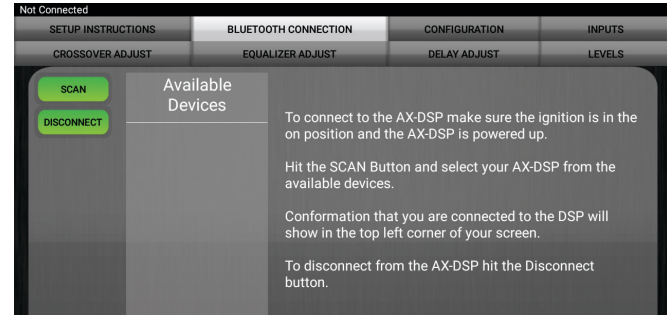 Not Connected
SETUP INSTRUCTIONS
BLUETOOTH CONNECTION
CONFIGURATION
INPUTS
CROSSOVER ADJUST
EQUALIZER ADJUST
DELAY ADJUST
LEVELS
SCAN
DISCONNECT
Available
Devices
To connect to the AX-DSP make sure the ignition is in the
on position and the AX-DSP is powered up.
Hit the SCAN Button and select your AX-DSP from the
available devices.
Conformation that you are connected to the DSP will
show in the top left corner of your screen.
To disconnect from the AX-DSP hit the Disconnect
button.